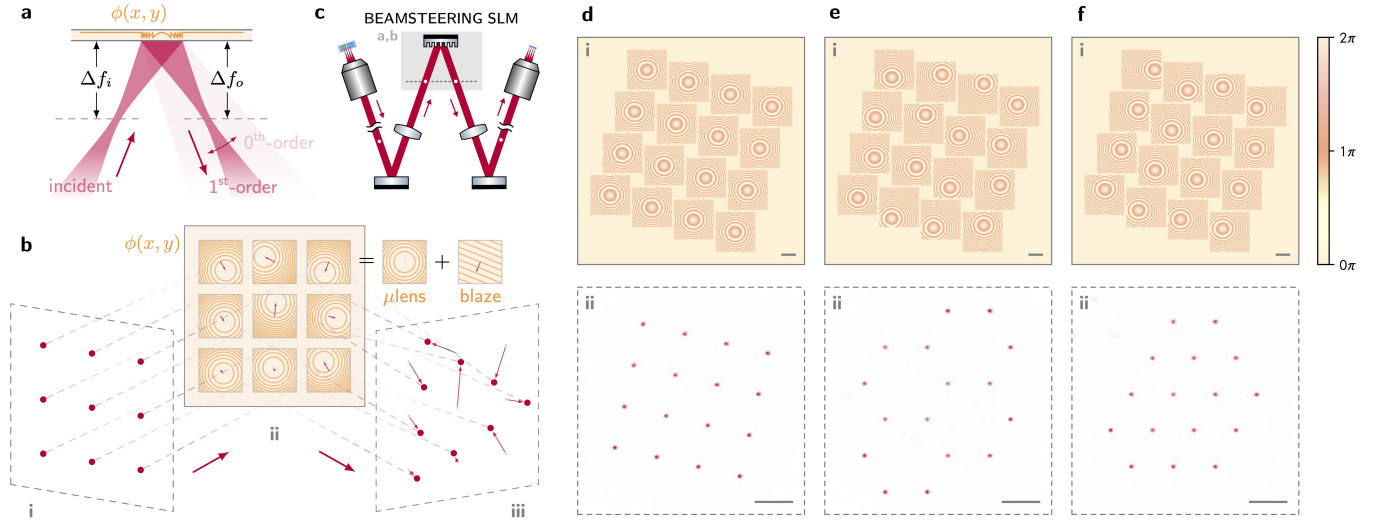 a
ϕ(x, y)
Δf_i
Δf_o
0^th-order
incident
1^st-order
c
BEAMSTEERING SLM
a,b
b
ϕ(x, y)
=
+
μlens
blaze
i
ii
iii
d
e
f
i
i
i
2π
1π
0π
ii
ii
ii